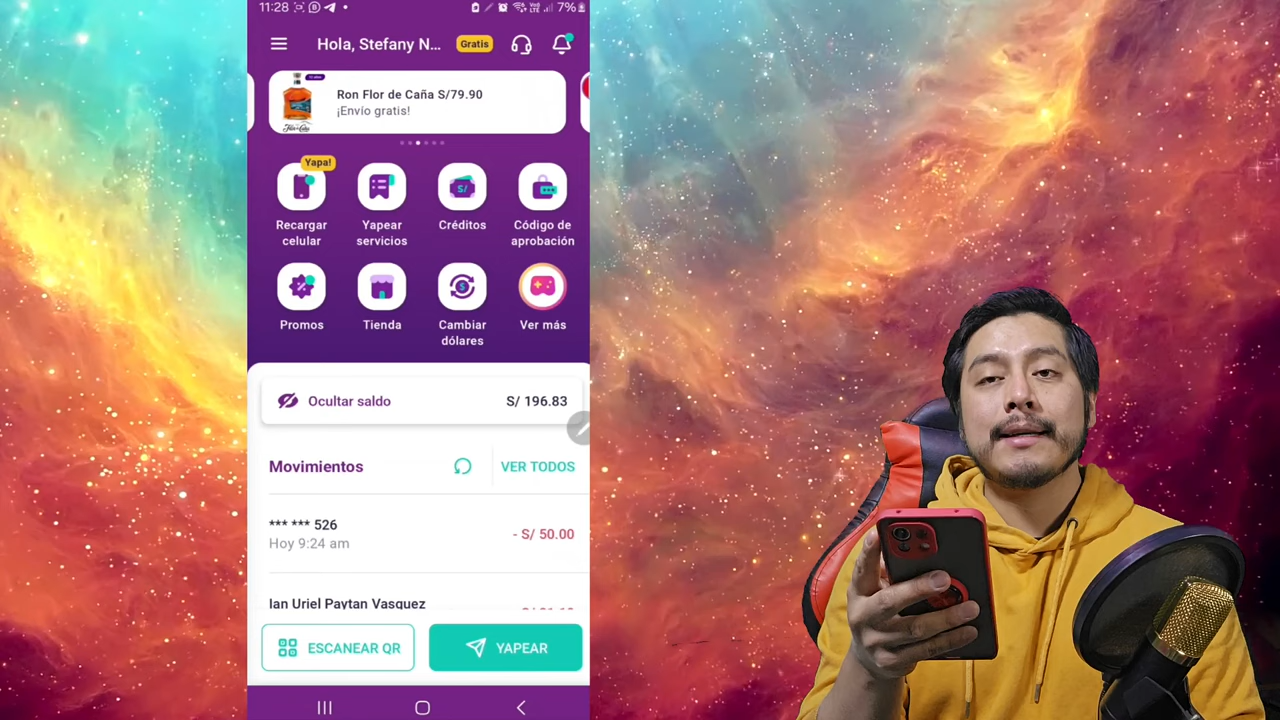 11:28
7%
Hola, Stefany N...
Gratis
Ron Flor de Caña S/79.90
¡Envío gratis!
Yapa!
Recargar
celular
Yapear
servicios
Créditos
Código de
aprobación
Promos
Tienda
Cambiar
dólares
Ver más
Ocultar saldo
S/ 196.83
Movimientos
VER TODOS
*** *** 526
Hoy 9:24 am
- S/ 50.00
Ian Uriel Paytan Vasquez
ESCANEAR QR
YAPEAR